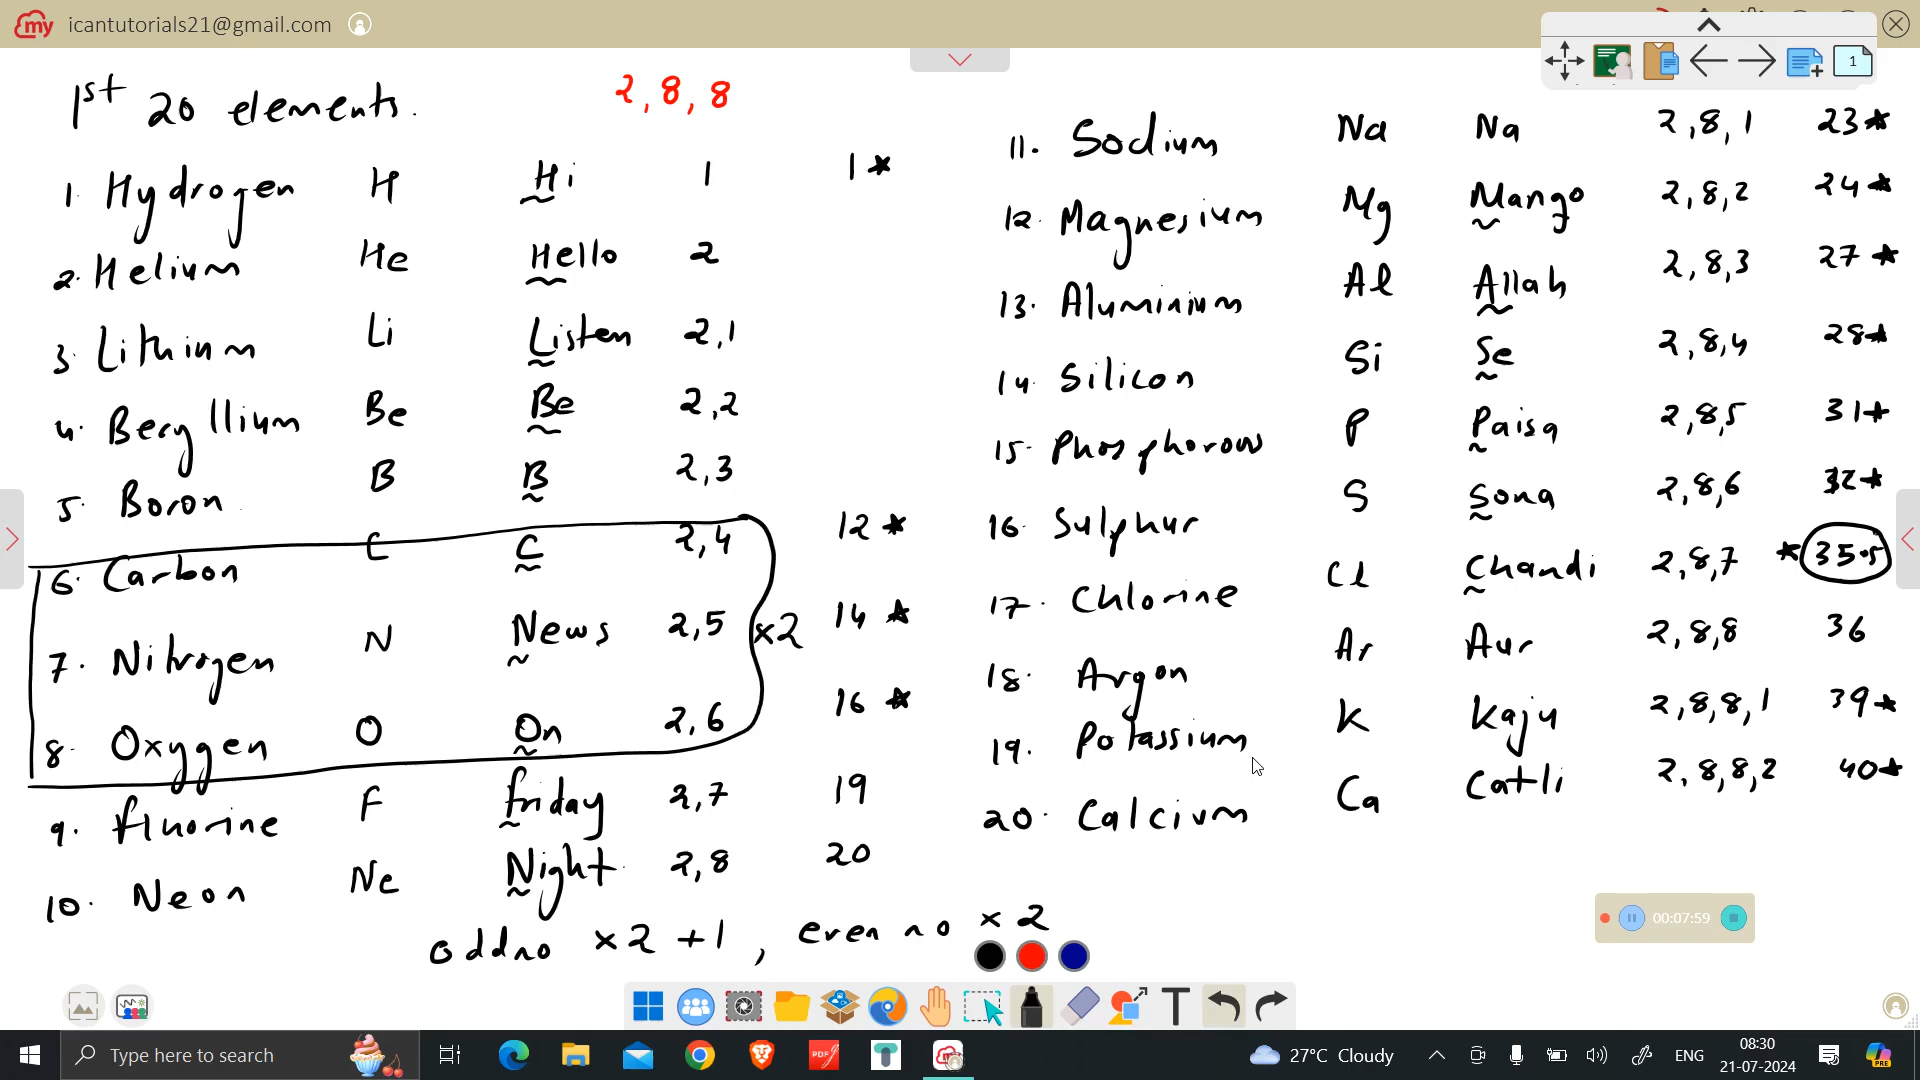 my icantutorials21@gmail.com
1
1st 20 elements.
2, 8, 8
1. Hydrogen H Hi 1 1 *
2. Helium He Hello 2
3. Lithium Li Listen 2,1
4. Beryllium Be Be 2,2
5. Boron B B 2,3
6. Carbon C C 2,4 12 *
7. Nitrogen N News 2,5 x2 14 *
8. Oxygen O On 2,6 16 *
9. fluorine F friday 2,7 19
10. Neon Ne Night 2,8 20
oddno x2 +1 , even no x 2
11. Sodium Na Na 2,8,1 23*
12. Magnesium Mg Mango 2,8,2 24*
13. Aluminium Al Allah 2,8,3 27*
14. Silicon Si Se 2,8,4 28*
15. Phosphorous P Paisa 2,8,5 31*
16. Sulphur S Sona 2,8,6 32*
17. Chlorine Cl Chandi 2,8,7 * 35.5
18. Argon Ar Aur 2,8,8 36
19. Potassium K Kaju 2,8,8,1 39*
20. Calcium Ca Catli 2,8,8,2 40*
00:07:59
Type here to search
27°C Cloudy
ENG
08:30
21-07-2024
PDF
PRE